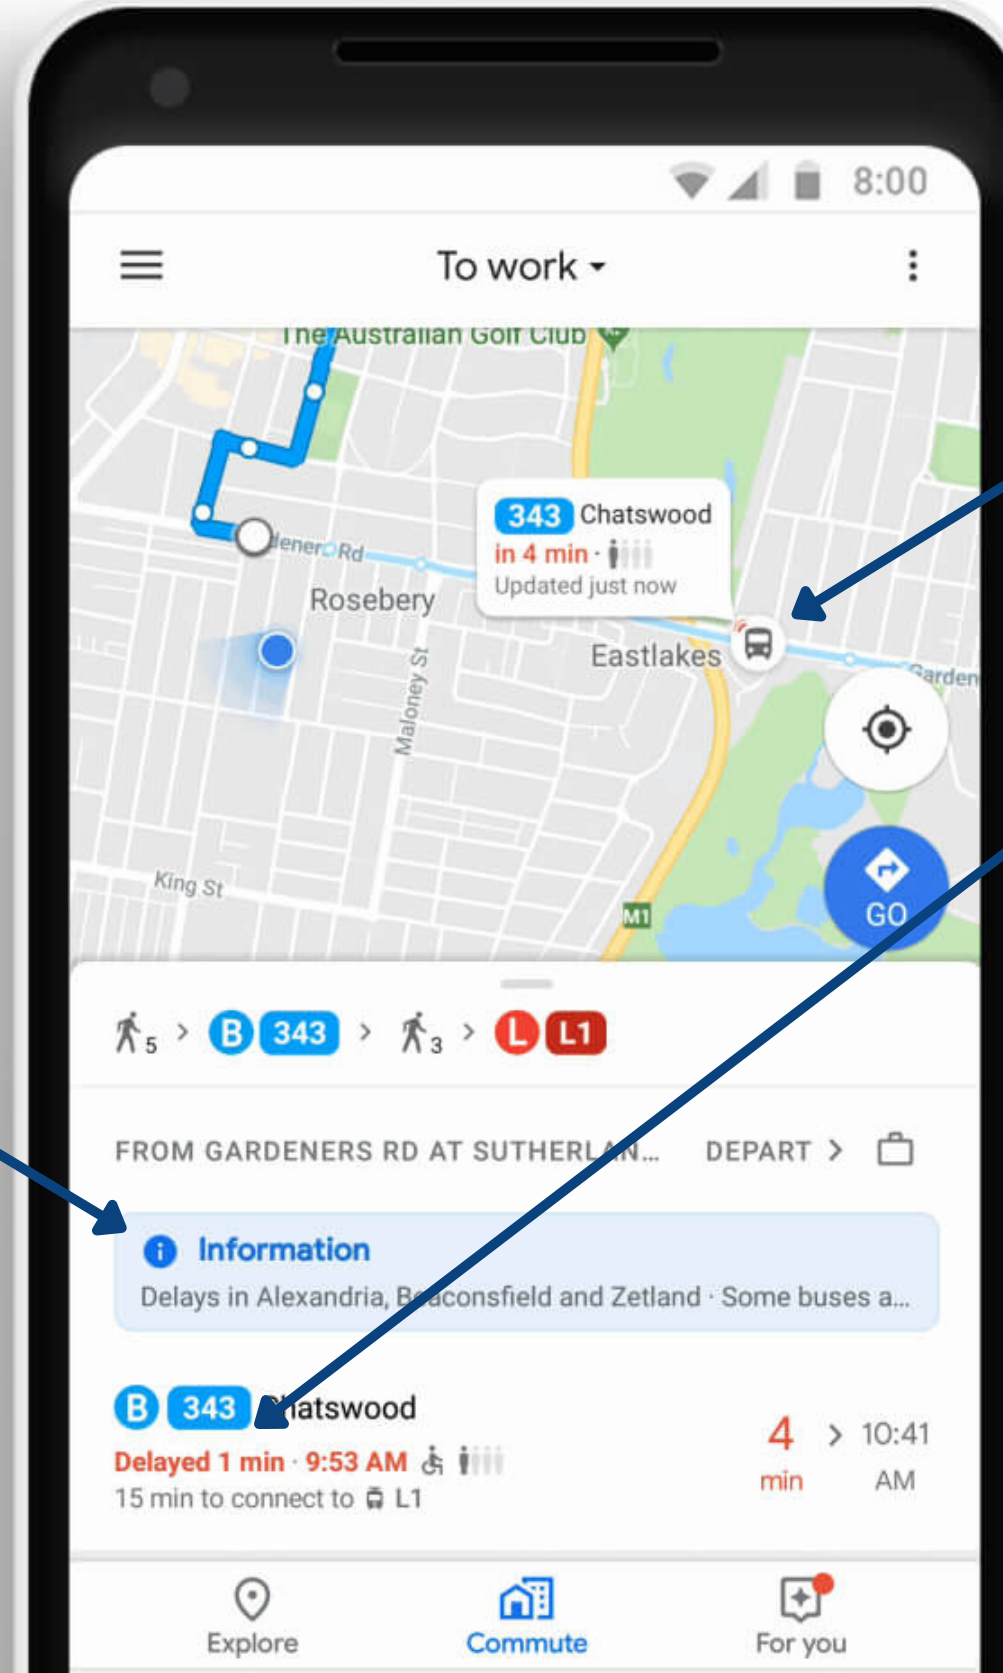 8:00
To work
The Australian Golf Club
343 Chatswood
in 4 min ·
Updated just now
Rd
Rosebery
Eastlakes
Maloney St
King St
M1
GO
5 > B 343 > 3 > L L1
FROM GARDENERS RD AT SUTHERLAN... DEPART >
Information
Delays in Alexandria, Beaconsfield and Zetland · Some buses a...
B 343 Chatswood
4 > 10:41
Delayed 1 min · 9:53 AM
min AM
15 min to connect to L1
Explore Commute For you